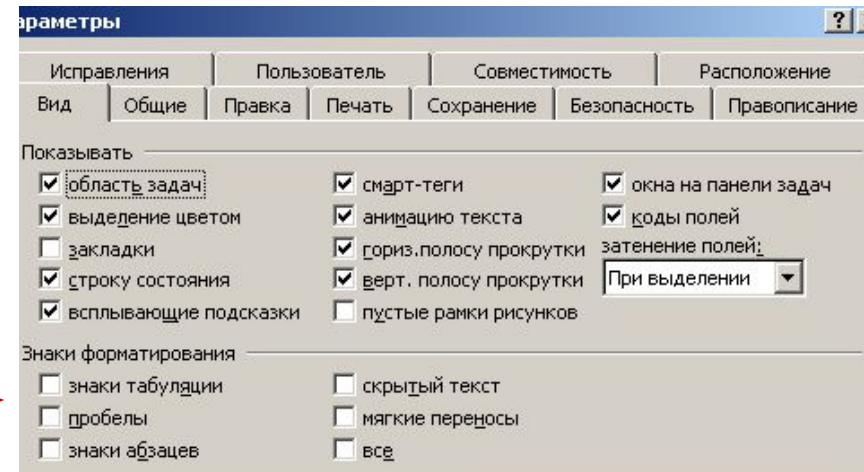 араметры
Исправления Пользователь Совместимость Расположение
Вид Общие Правка Печать Сохранение Безопасность Правописание
Показывать
область задач смарт-теги окна на панели задач
выделение цветом анимацию текста коды полей
закладки гориз.полосу прокрутки затенение полей:
строку состояния верт. полосу прокрутки При выделении
всплывающие подсказки пустые рамки рисунков
Знаки форматирования
знаки табуляции скрытый текст
пробелы мягкие переносы
знаки абзацев все